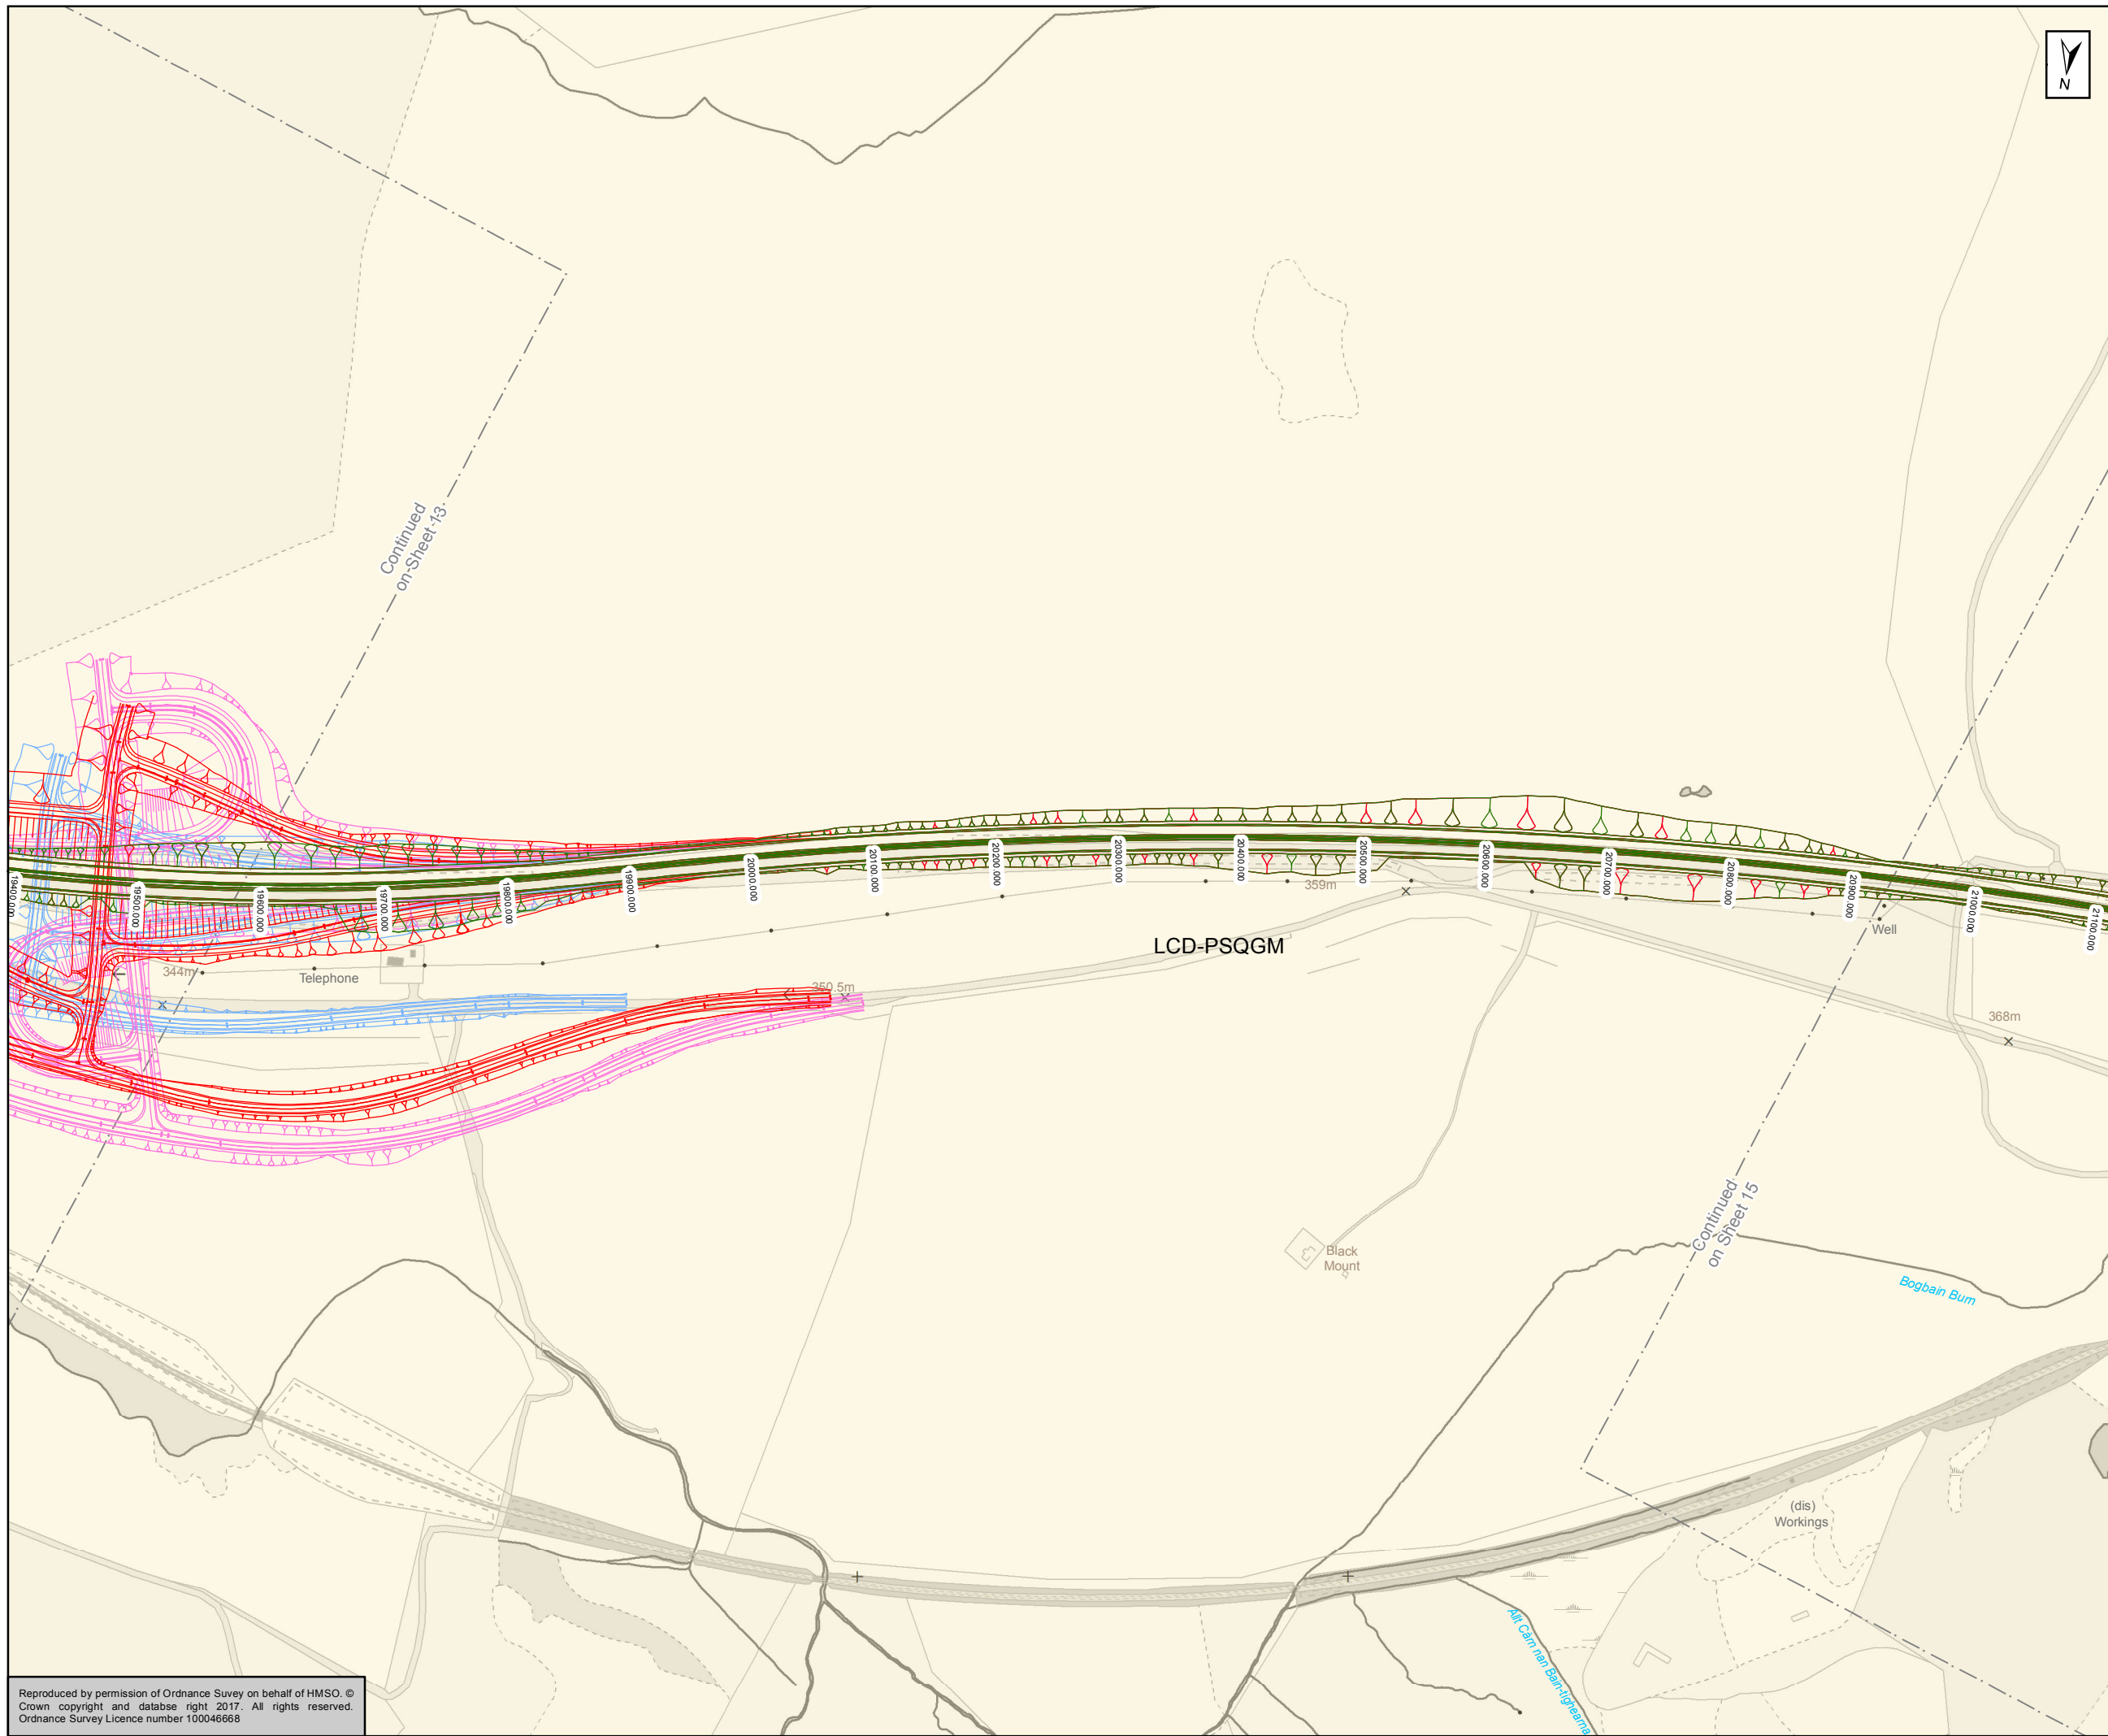 N
Continued
on Sheet 13
19400.000
19500.000
19600.000
19700.000
19800.000
19900.000
20000.000
20100.000
20200.000
20300.000
20400.000
20500.000
20600.000
20700.000
20800.000
20900.000
21000.000
21100.000
359m
Well
LCD-PSQGM
344m
Telephone
350.5m
368m
Continued
on Sheet 15
Black
Mount
Bogbain Burn
(dis)
Workings
Allt Càrn nan Bain-tighearna
Reproduced by permission of Ordnance Suvey on behalf of HMSO. ©
Crown copyright and databse right 2017. All rights reserved.
Ordnance Survey Licence number 100046668